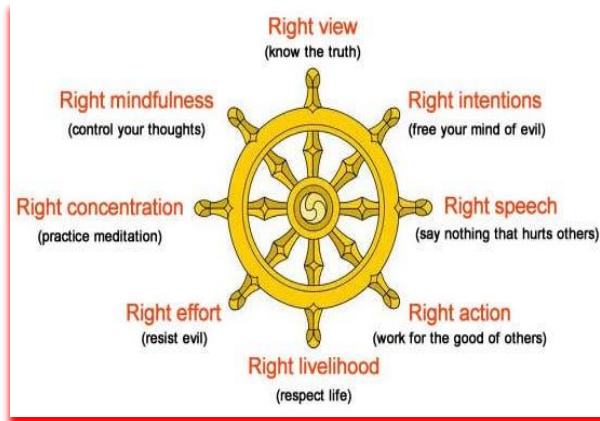 Right view
(know the truth)
Right mindfulness
(control your thoughts)
Right intentions
(free your mind of evil)
Right concentration
(practice meditation)
Right speech
(say nothing that hurts others)
Right effort
(resist evil)
Right action
(work for the good of others)
Right livelihood
(respect life)